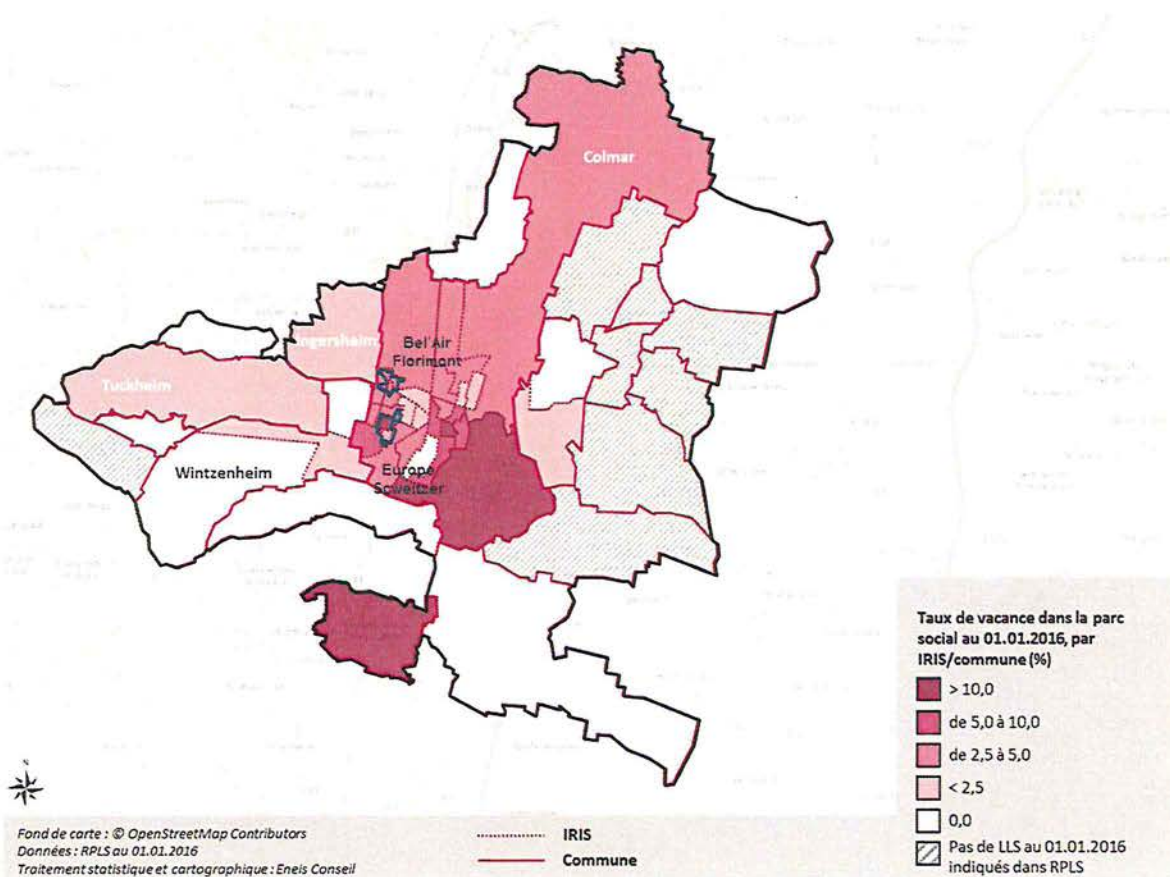 Colmar
Bel'Air
Florimont
Ingersheim
Tuckheim
Wintzenheim
Europe
Scweitzer
N
Taux de vacance dans la parc
social au 01.01.2016, par
IRIS/commune (%)
> 10,0
de 5,0 à 10,0
de 2,5 à 5,0
< 2,5
0,0
Pas de LLS au 01.01.2016
indiqués dans RPLS
Fond de carte : © OpenStreetMap Contributors
Données : RPLS au 01.01.2016
Traitement statistique et cartographique : Eneis Conseil
IRIS
Commune